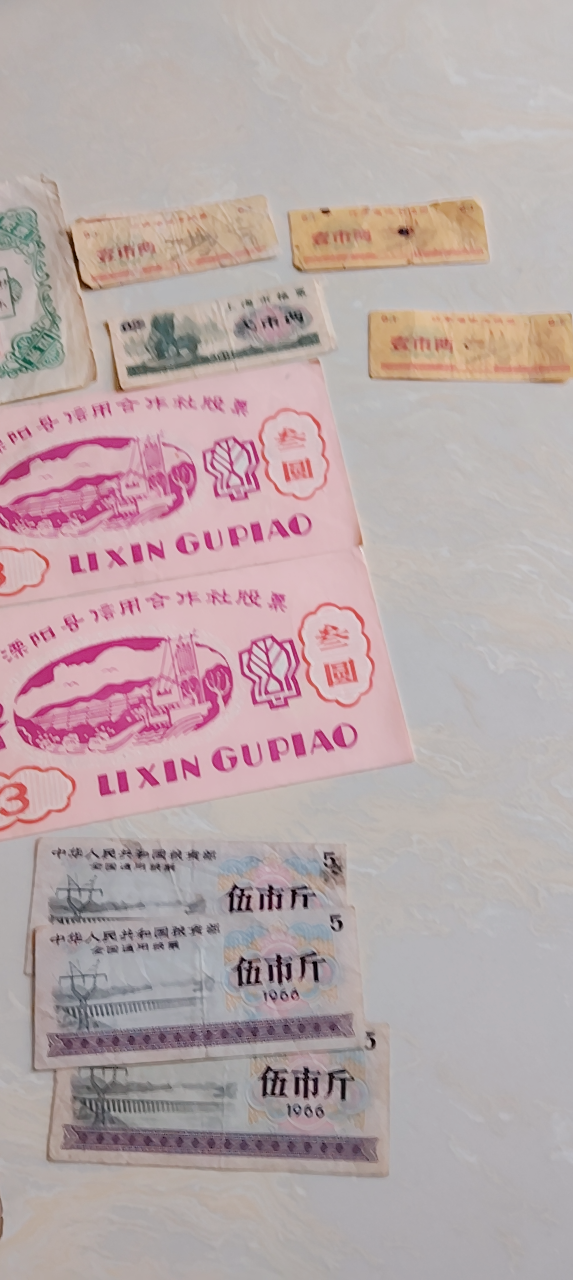 壹市两
壹市两
上海市粮票
市两
壹市两
阳县信用合作社股票
叁
圆
LIXIN GUPIAO
溧阳县信用合作社股票
叁
圆
3
LIXIN GUPIAO
中华人民共和国粮食部
全国通用粮票
5
伍市斤
中华人民共和国粮食部
全国通用粮票
5
伍市斤
1966
5
伍市斤
1966